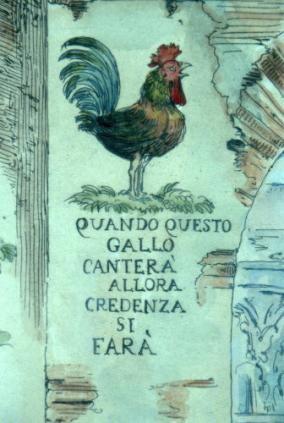 QUANDO QUESTO
GALLO
CANTERÀ
ALLORA
CREDENZA
SI
FARÀ